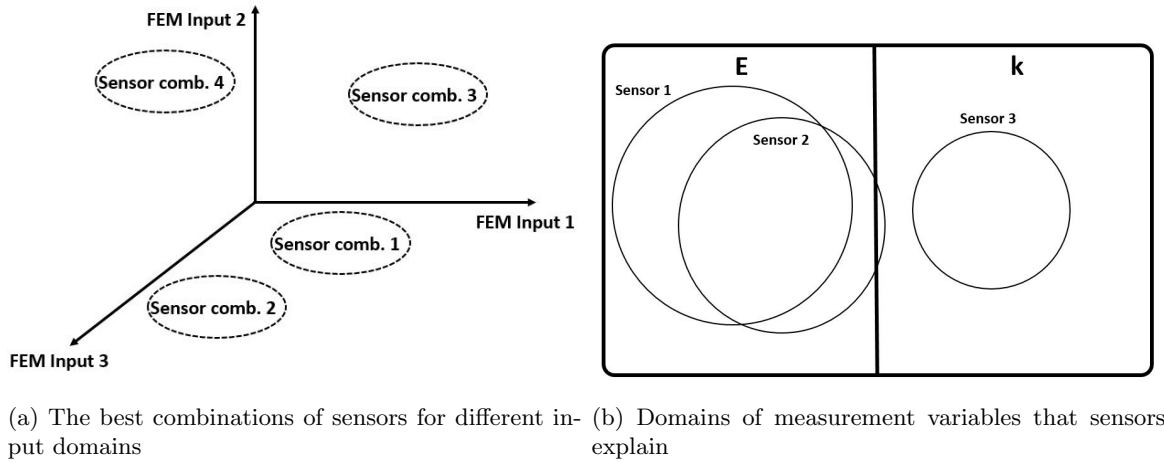 FEM Input 2
Sensor comb. 4
Sensor comb. 3
FEM Input 1
Sensor comb. 1
Sensor comb. 2
FEM Input 3
(a) The best combinations of sensors for different in-
put domains
E
k
Sensor 1
Sensor 2
Sensor 3
(b) Domains of measurement variables that sensors
explain